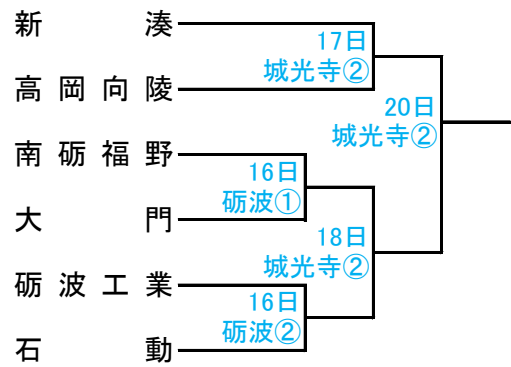 新湊
17日
城光寺②
高岡向陵
20日
城光寺②
南砺福野
16日
砺波①
大門
18日
城光寺②
砺波工業
16日
砺波②
石動